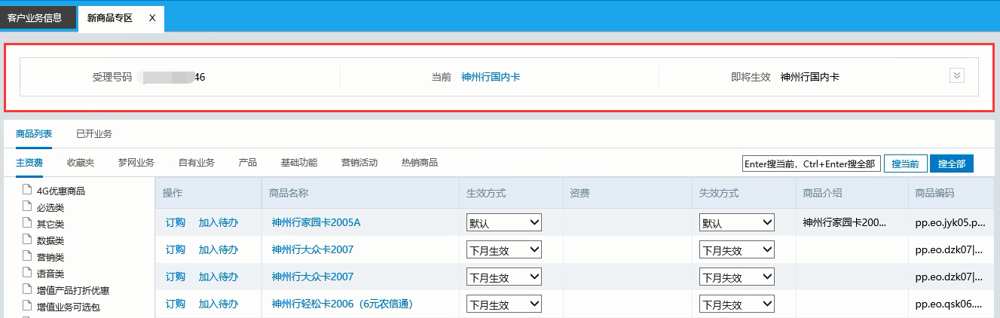 客户业务信息 新商品专区 X
受理号码 46 当前 神州行国内卡 即将生效 神州行国内卡
商品列表 已开业务
主资费 收藏夹 梦网业务 自有业务 产品 基础功能 营销活动 热销商品 Enter搜当前，Ctrl+Enter搜全部 搜当前 搜全部
4G优惠商品
必选类
其它类
数据类
营销类
语音类
增值产品打折优惠
增值业务可选包
操作 商品名称 生效方式 资费 失效方式 商品介绍 商品编码
订购 加入待办 神州行家园卡2005A 默认 默认 神州行家园卡200... pp.eo.jyk05.p...
订购 加入待办 神州行大众卡2007 下月生效 下月失效 pp.eo.dzk07|...
订购 加入待办 神州行大众卡2007 下月生效 下月失效 pp.eo.dzk07|...
订购 加入待办 神州行轻松卡2006（6元农信通） 下月生效 下月失效 pp.eo.qsk06....